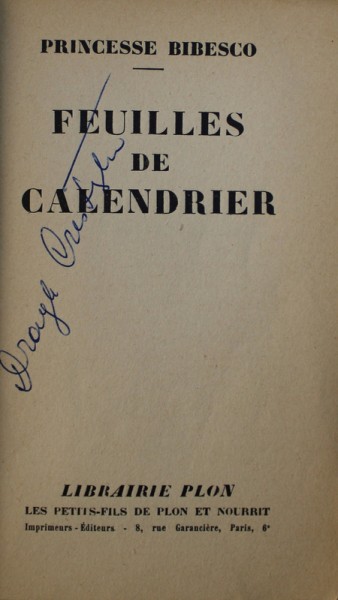 PRINCESSE BIBESCO
FEUILLES
DE
CALENDRIER
LIBRAIRIE PLON
LES PETITS-FILS DE PLON ET NOURRIT
Imprimeurs-Éditeurs - 8, rue Garancière, Paris, 6e